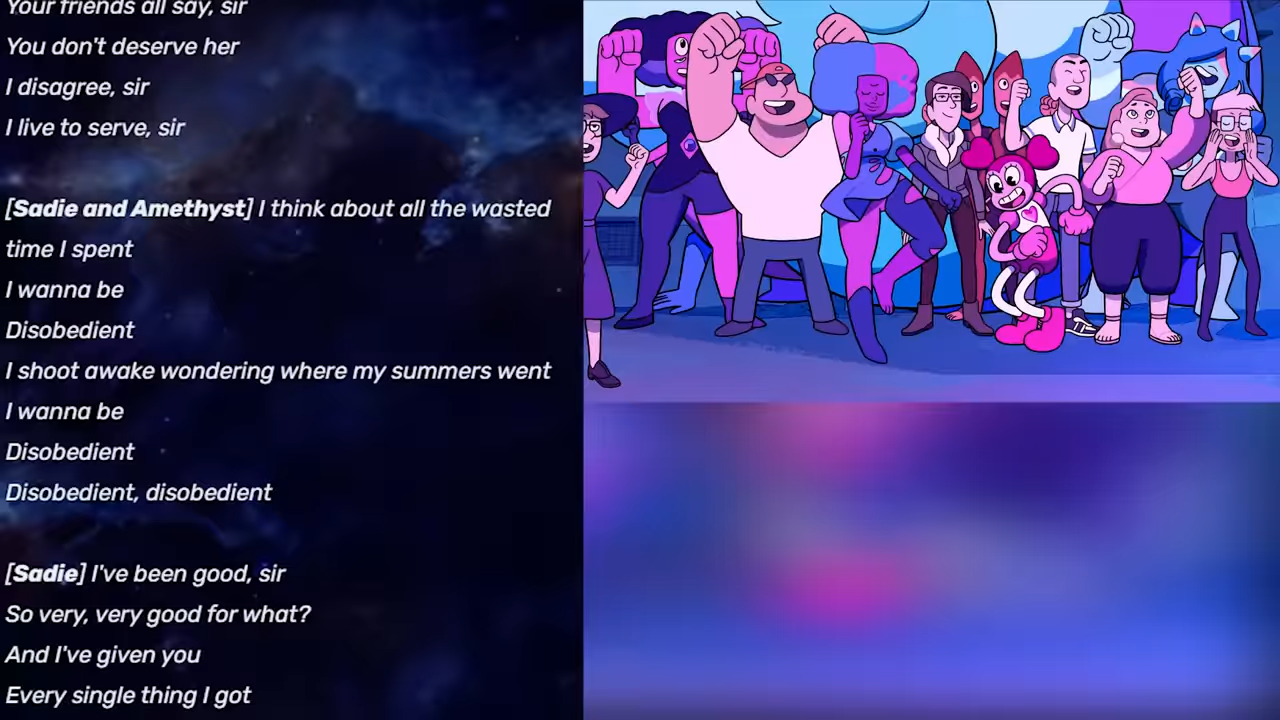 Your friends all say, sir
You don't deserve her
I disagree, sir
I live to serve, sir
[Sadie and Amethyst] I think about all the wasted
time I spent
I wanna be
Disobedient
I shoot awake wondering where my summers went
I wanna be
Disobedient
Disobedient, disobedient
[Sadie] I've been good, sir
So very, very good for what?
And I've given you
Every single thing I got